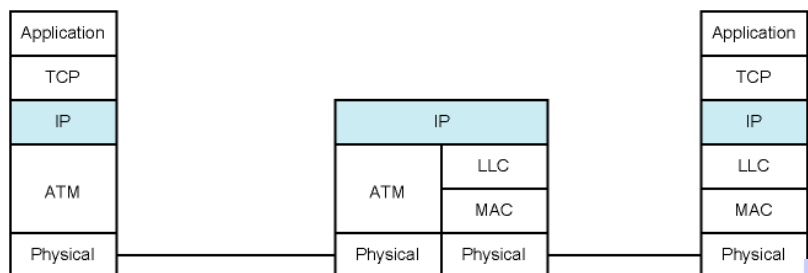 Application
TCP
IP
ATM
Physical
IP
ATM
LLC
MAC
Physical
Physical
Application
TCP
IP
LLC
MAC
Physical